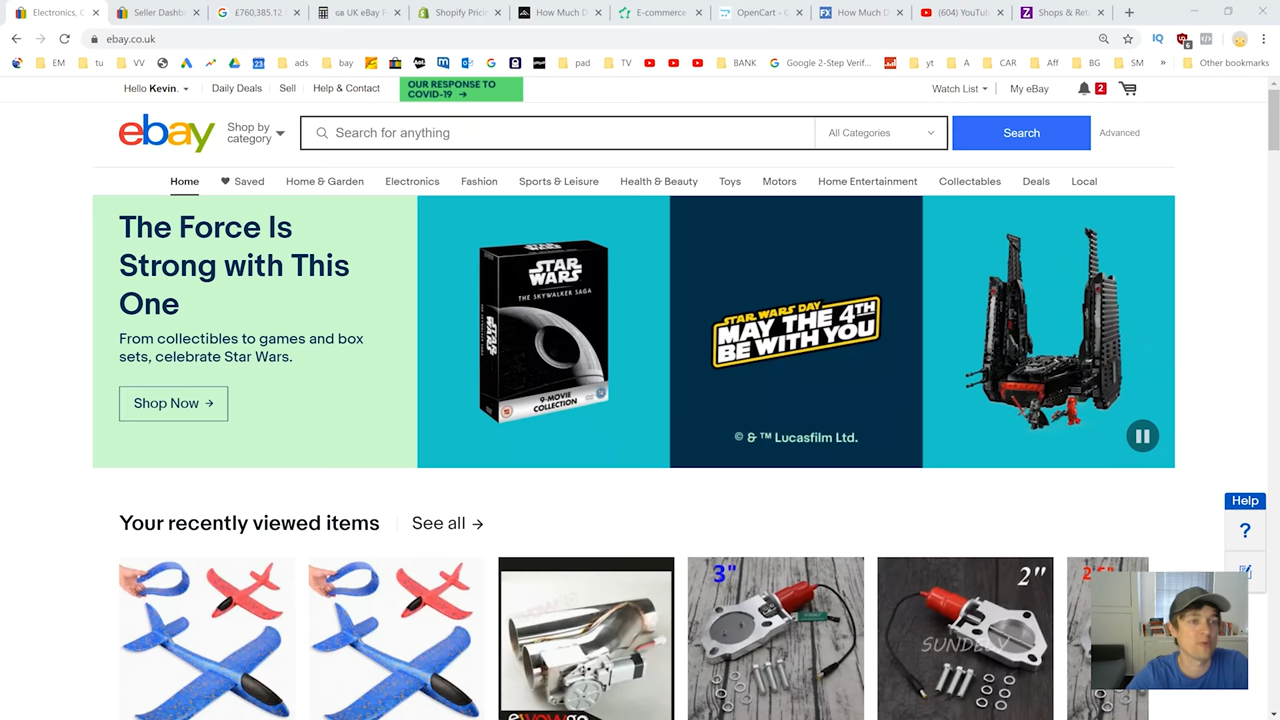 Electronics, C
Seller Dashb
£760,385.12
GB UK eBay F
Shopify Pricin
How Much D
E-commerce
OpenCart - C
How Much D
(604) YouTub
Shops & Ret
ebay.co.uk
EM
tu
VV
ads
bay
pad
TV
BANK
Google 2-Step Verif...
yt
A
CAR
Aff
BG
SM
Other bookmarks
Hello Kevin.
Daily Deals
Sell
Help & Contact
OUR RESPONSE TO
COVID-19 →
Watch List
My eBay
2
ebay
Shop by
category
Search for anything
All Categories
Search
Advanced
Home
Saved
Home & Garden
Electronics
Fashion
Sports & Leisure
Health & Beauty
Toys
Motors
Home Entertainment
Collectables
Deals
Local
The Force Is
Strong with This
One
From collectibles to games and box
sets, celebrate Star Wars.
Shop Now →
STAR WARS
THE SKYWALKER SAGA
9-MOVIE
COLLECTION
STAR WARS DAY
MAY THE 4TH
BE WITH YOU
© & ™ Lucasfilm Ltd.
Help
?
Your recently viewed items
See all →
3"
2"
SUNDELY